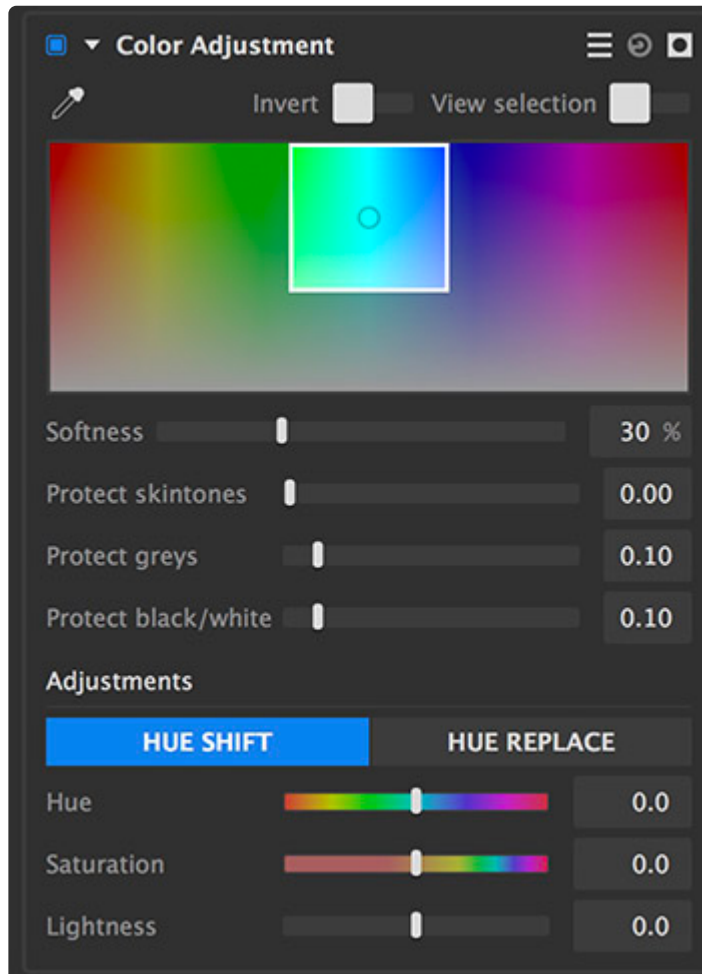 Color Adjustment
Invert View selection
Softness 30 %
Protect skintones 0.00
Protect greys 0.10
Protect black/white 0.10
Adjustments
HUE SHIFT HUE REPLACE
Hue 0.0
Saturation 0.0
Lightness 0.0